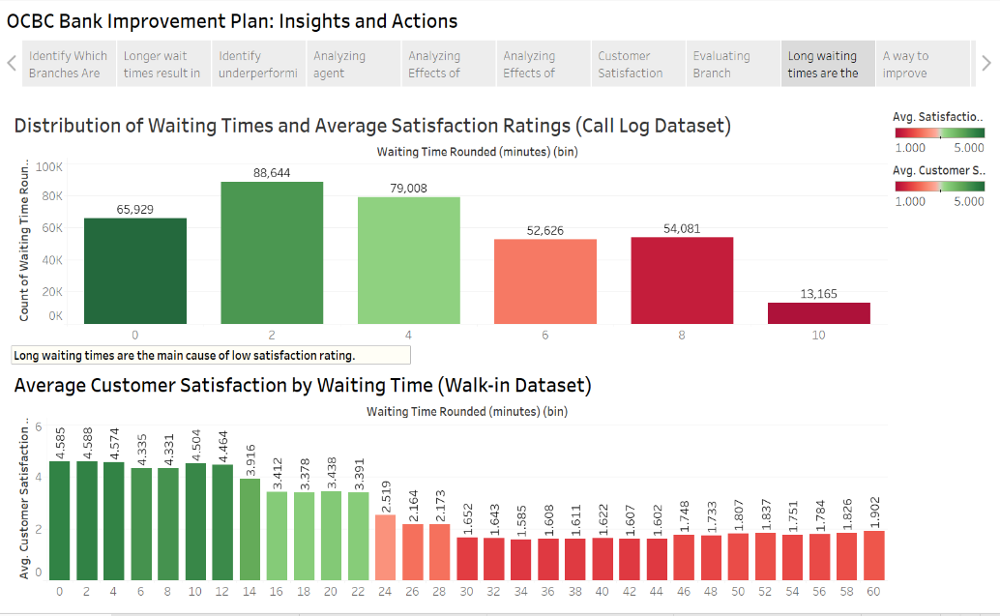 OCBC Bank Improvement Plan: Insights and Actions
Identify Which
Branches Are
Longer wait
times result in
Identify
underperformi
Analyzing
agent
Analyzing
Effects of
Analyzing
Effects of
Customer
Satisfaction
Evaluating
Branch
Long waiting
times are the
A way to
improve
Distribution of Waiting Times and Average Satisfaction Ratings (Call Log Dataset)
Avg. Satisfactio..
1.000 5.000
Avg. Customer S..
1.000 5.000
Waiting Time Rounded (minutes) (bin)
Count of Waiting Time Roun..
100K
80K
60K
40K
20K
0K
65,929
88,644
79,008
52,626
54,081
13,165
0 2 4 6 8 10
Long waiting times are the main cause of low satisfaction rating.
Average Customer Satisfaction by Waiting Time (Walk-in Dataset)
Waiting Time Rounded (minutes) (bin)
Avg. Customer Satisfaction ..
6
4
2
0
4.585
4.588
4.574
4.335
4.331
4.504
4.464
3.916
3.412
3.378
3.438
3.391
2.519
2.164
2.173
1.652
1.643
1.585
1.608
1.611
1.622
1.607
1.602
1.748
1.733
1.807
1.837
1.751
1.784
1.826
1.902
0 2 4 6 8 10 12 14 16 18 20 22 24 26 28 30 32 34 36 38 40 42 44 46 48 50 52 54 56 58 60